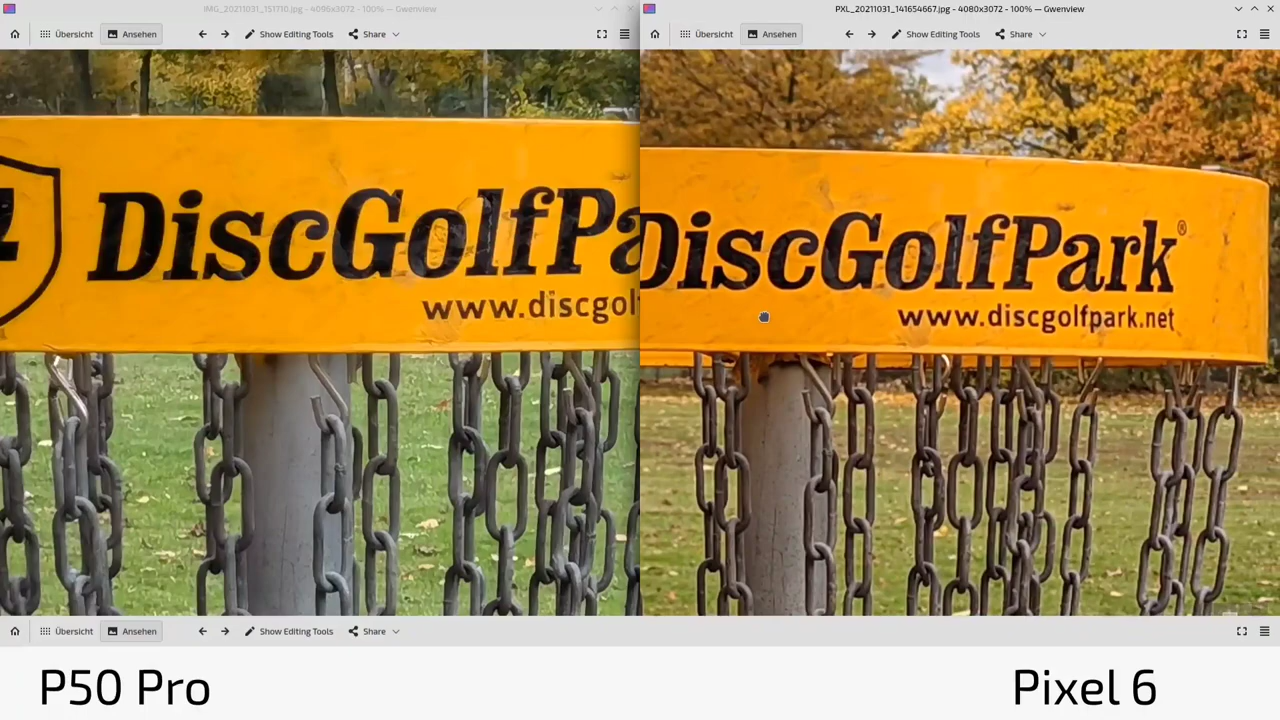 IMG_20211031_151710.jpg - 4096x3072 - 100% — Gwenview
Übersicht
Ansehen
Show Editing Tools
Share
DiscGolfPa
www.discgol
Übersicht
Ansehen
Show Editing Tools
Share
PXL_20211031_141654667.jpg - 4080x3072 - 100% — Gwenview
Übersicht
Ansehen
Show Editing Tools
Share
DiscGolfPark®
www.discgolfpark.net
P50 Pro
Pixel 6